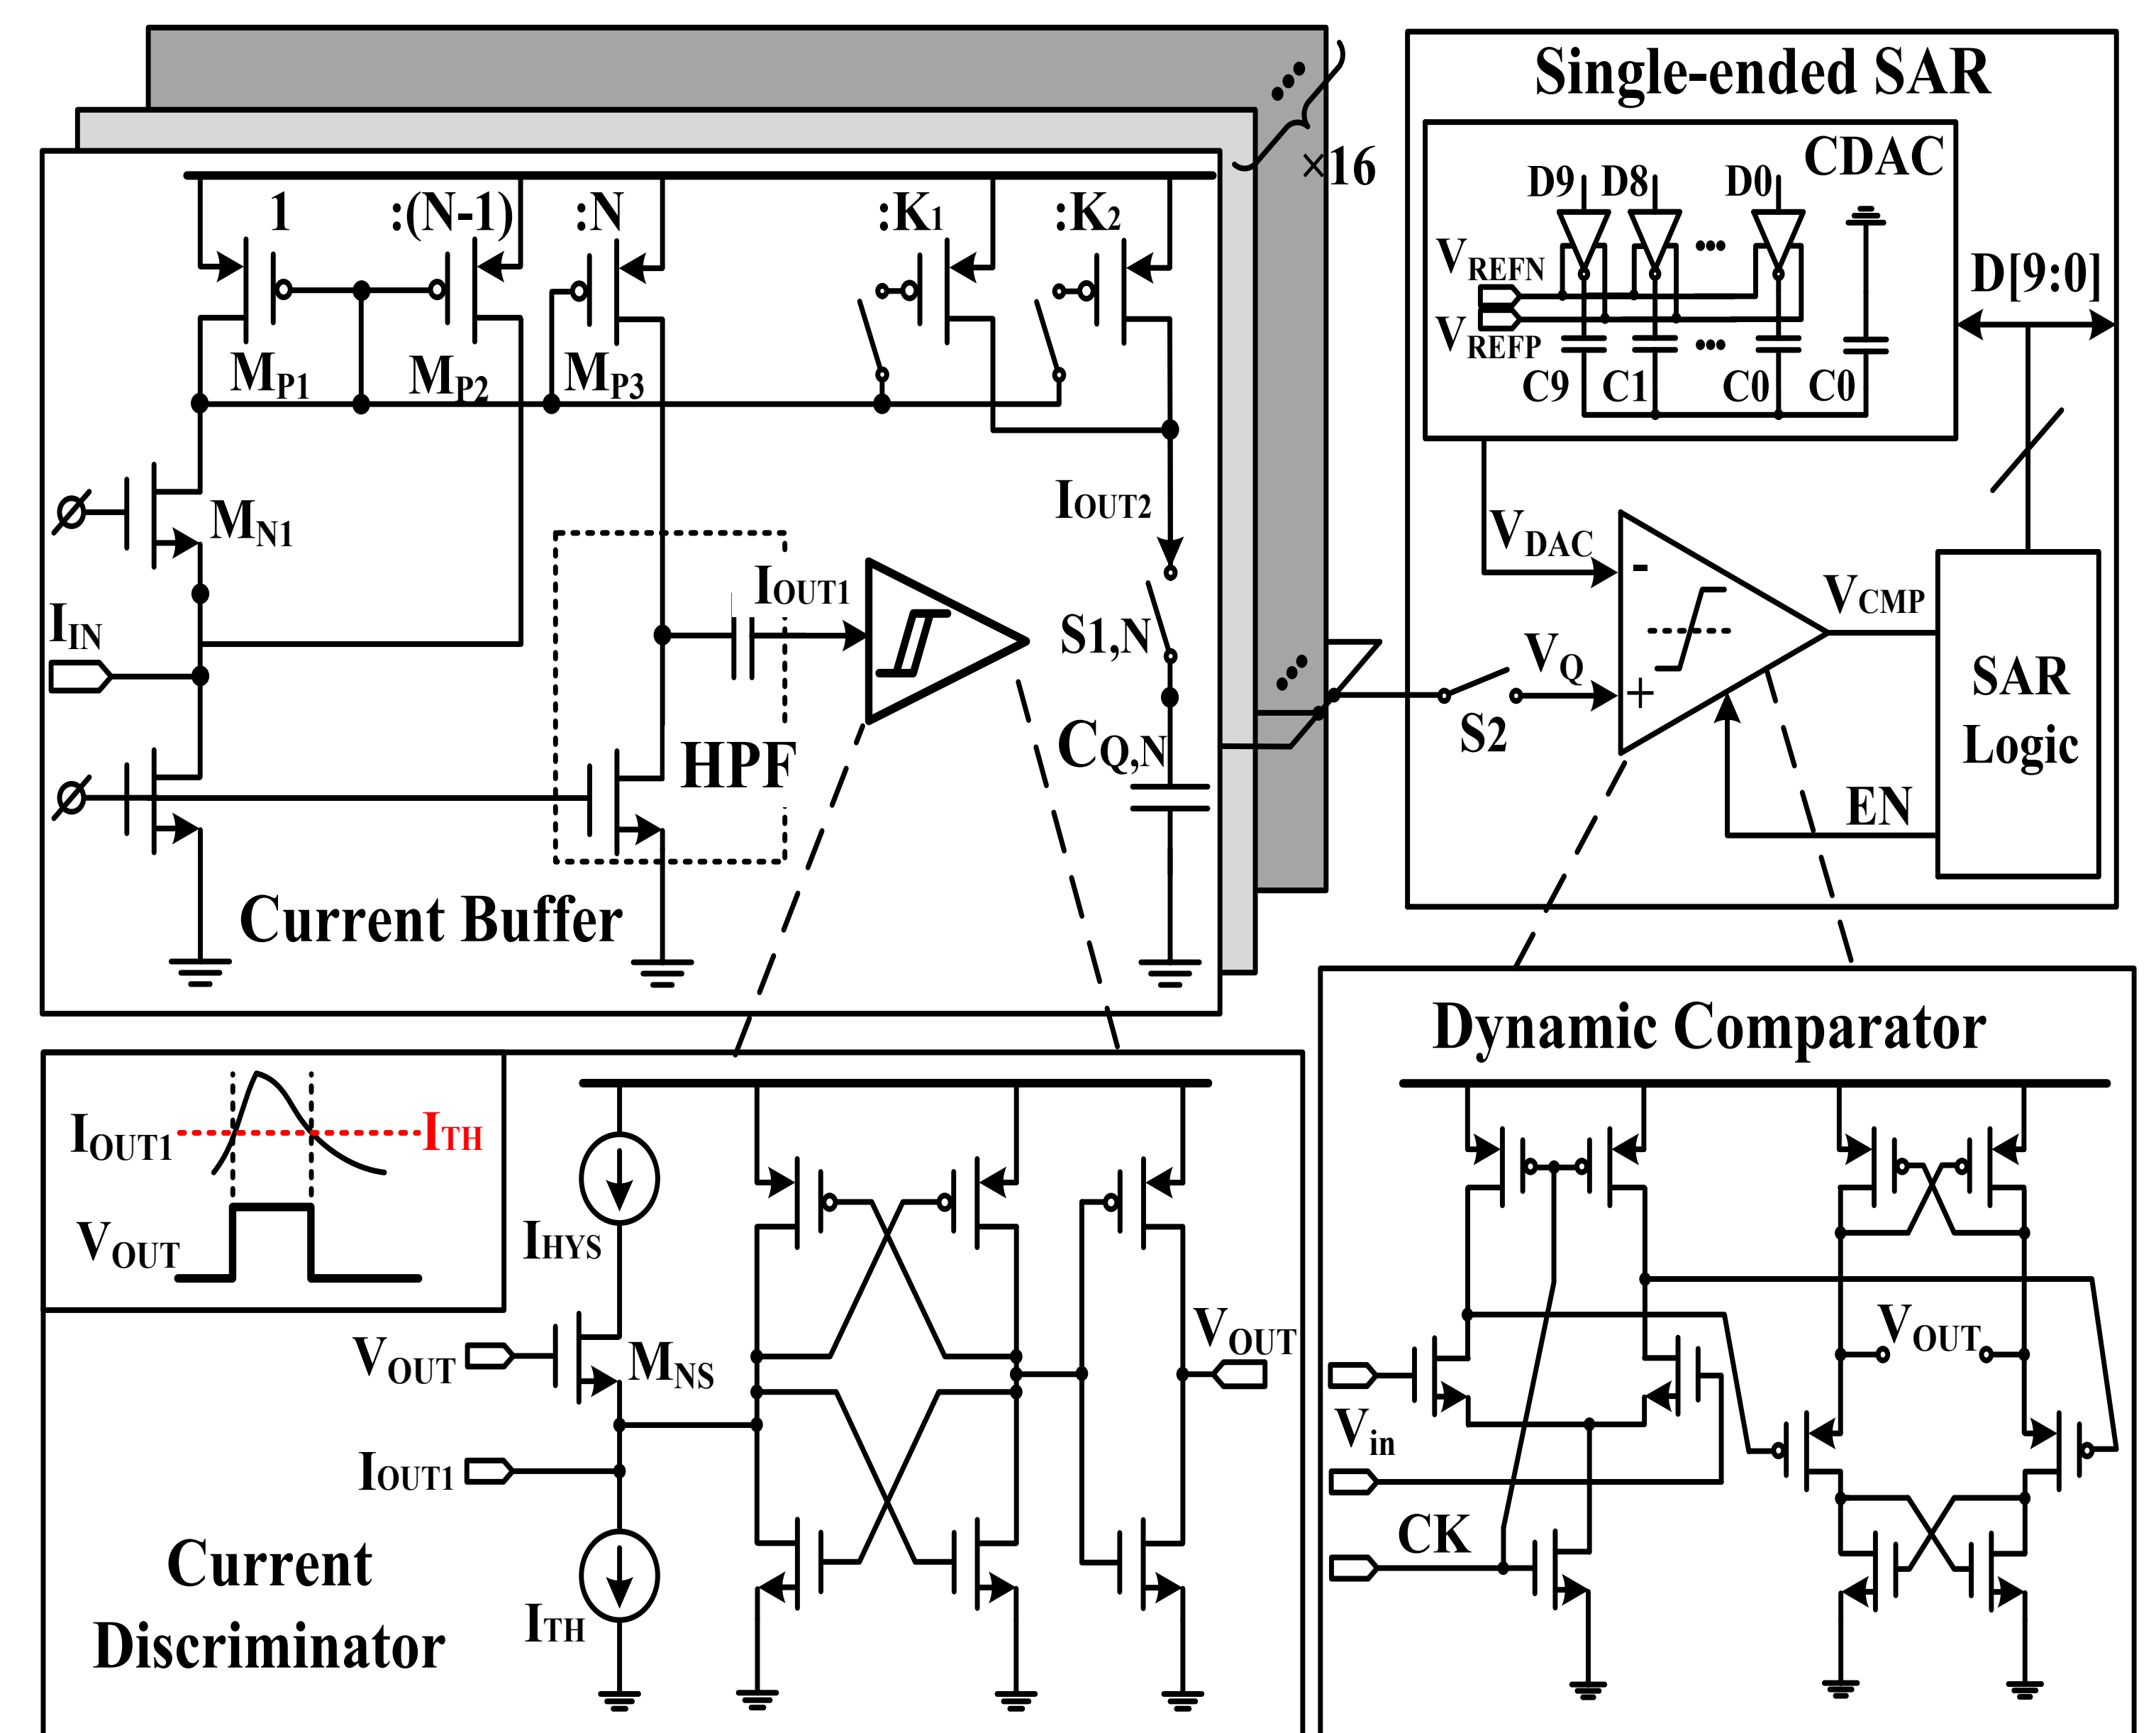 Single-ended SAR
×16
CDAC
D9 D8 D0
1 :(N-1) :N :K1 :K2
VREFN
D[9:0]
VREFP
MP1 MP2 MP3
C9 C1 C0 C0
MN1
IOUT2
VDAC
-
IOUT1
VCMP
IIN
S1,N
VQ
+
SAR
Logic
S2
HPF
CQ,N
EN
Current Buffer
Dynamic Comparator
IOUT1
ITH
VOUT
IHYS
VOUT
MNS
VOUT
VOUT
Vin
IOUT1
CK
Current
Discriminator
ITH